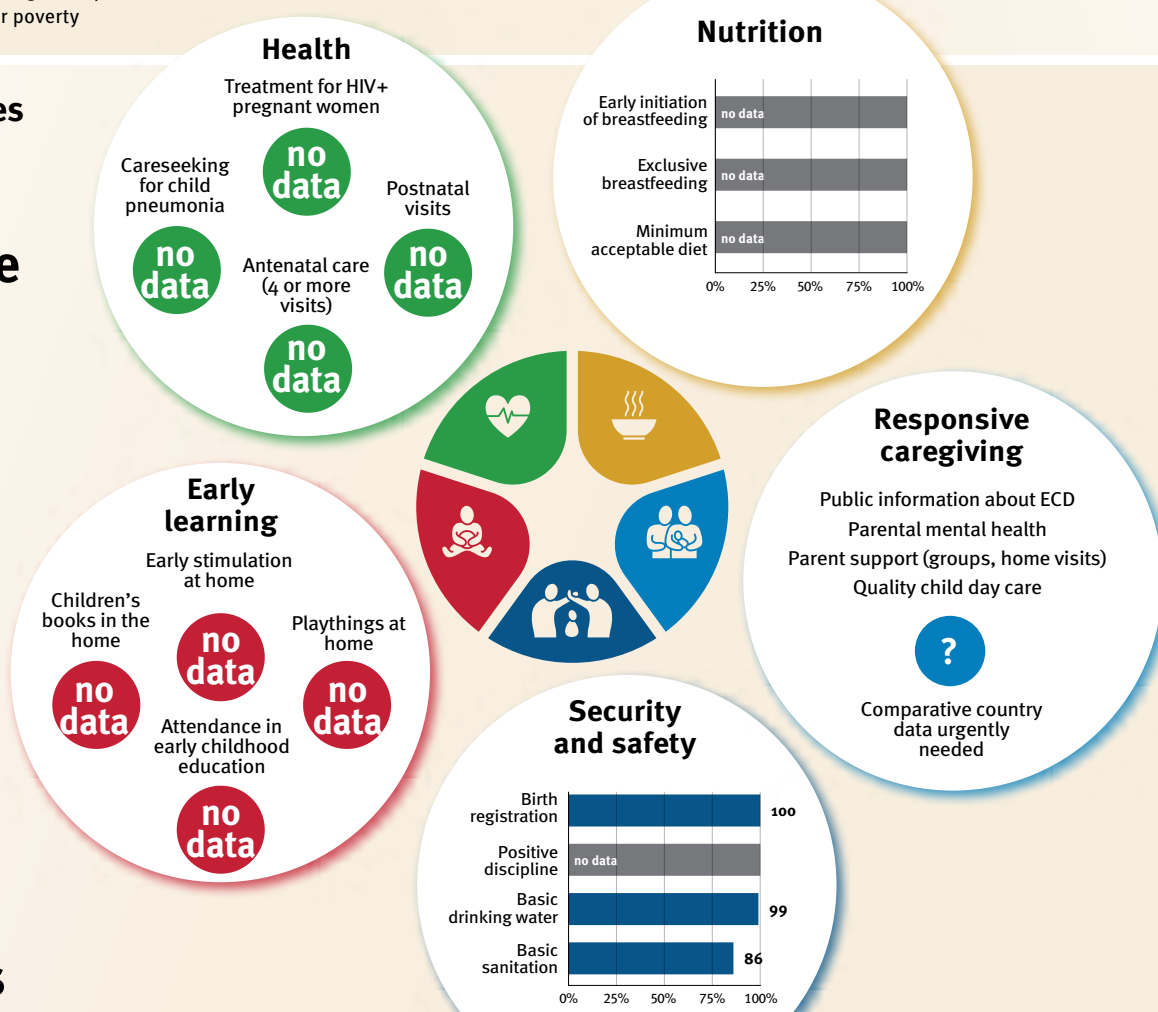 r poverty
es
e
Health
Treatment for HIV+
pregnant women
no
data
Careseeking
for child
pneumonia
no
data
Postnatal
visits
no
data
Antenatal care
(4 or more
visits)
no
data
Nutrition
Early initiation
of breastfeeding
no data
Exclusive
breastfeeding
no data
Minimum
acceptable diet
no data
0% 25% 50% 75% 100%
Responsive
caregiving
Public information about ECD
Parental mental health
Parent support (groups, home visits)
Quality child day care
?
Comparative country
data urgently
needed
Early
learning
Early stimulation
at home
no
data
Children's
books in the
home
no
data
Playthings at
home
no
data
Attendance in
early childhood
education
no
data
Security
and safety
Birth
registration
100
Positive
discipline
no data
Basic
drinking water
99
Basic
sanitation
86
0% 25% 50% 75% 100%
s